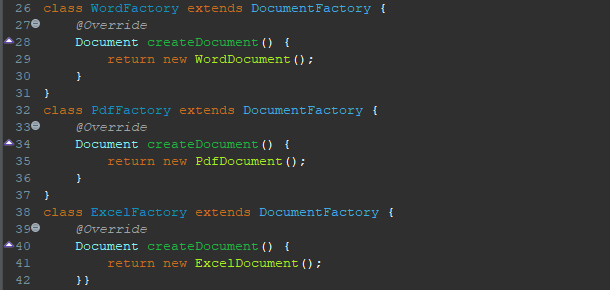 26 class WordFactory extends DocumentFactory {
27 @Override
28 Document createDocument() {
29 return new WordDocument();
30 }
31 }
32 class PdfFactory extends DocumentFactory {
33 @Override
34 Document createDocument() {
35 return new PdfDocument();
36 }
37 }
38 class ExcelFactory extends DocumentFactory {
39 @Override
40 Document createDocument() {
41 return new ExcelDocument();
42 }}